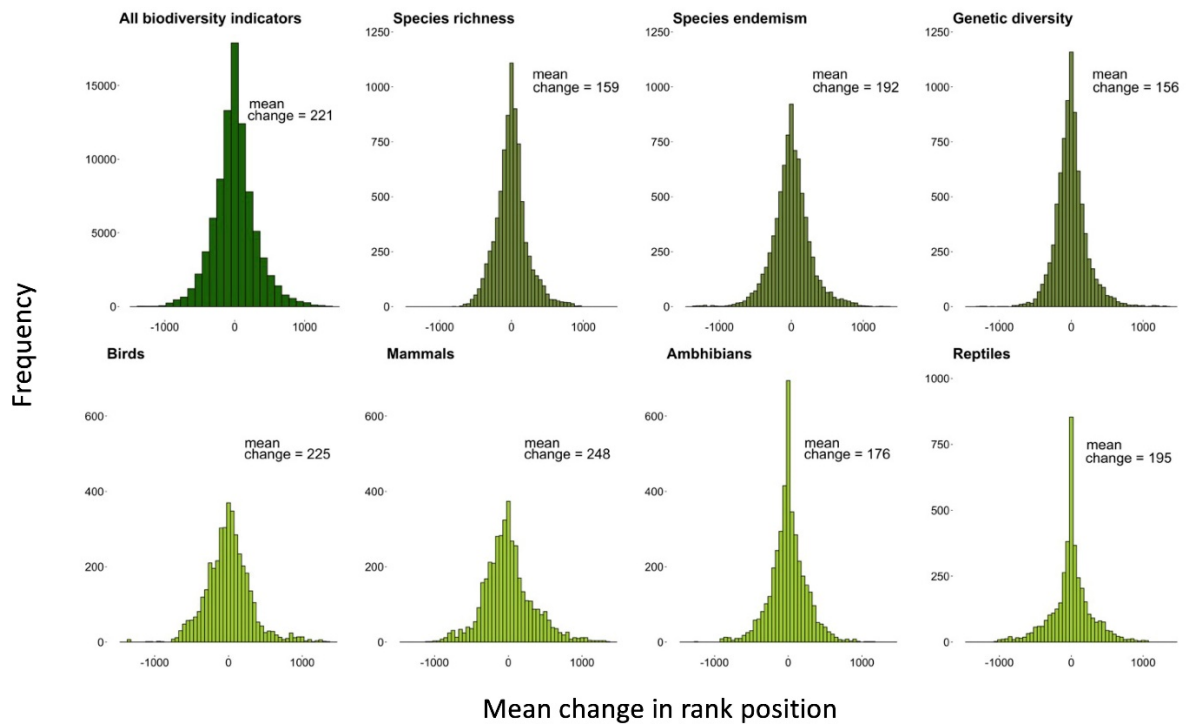 All biodiversity indicators
Species richness
Species endemism
Genetic diversity
15000
10000
5000
0
mean
change = 221
-1000 0 1000
1250
1000
750
500
250
0
mean
change = 159
-1000 0 1000
1250
1000
750
500
250
0
mean
change = 192
-1000 0 1000
1250
1000
750
500
250
0
mean
change = 156
-1000 0 1000
Frequency
Birds
Mammals
Ambhibians
Reptiles
600
400
200
0
mean
change = 225
-1000 0 1000
600
400
200
0
mean
change = 248
-1000 0 1000
600
400
200
0
mean
change = 176
-1000 0 1000
1000
750
500
250
0
mean
change = 195
-1000 0 1000
Mean change in rank position